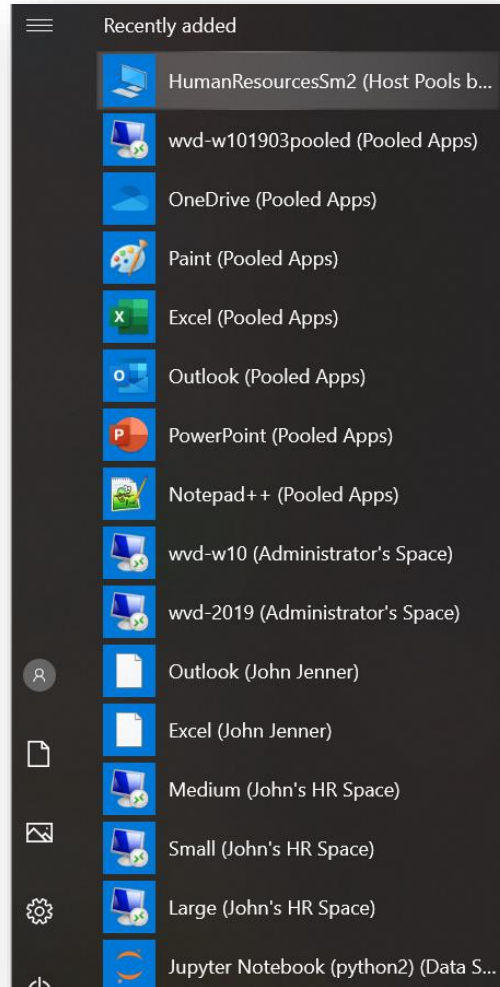 Recently added
HumanResourcesSm2 (Host Pools b...
wvd-w101903pooled (Pooled Apps)
OneDrive (Pooled Apps)
Paint (Pooled Apps)
Excel (Pooled Apps)
Outlook (Pooled Apps)
PowerPoint (Pooled Apps)
Notepad++ (Pooled Apps)
wvd-w10 (Administrator's Space)
wvd-2019 (Administrator's Space)
Outlook (John Jenner)
Excel (John Jenner)
Medium (John's HR Space)
Small (John's HR Space)
Large (John's HR Space)
Jupyter Notebook (python2) (Data S...